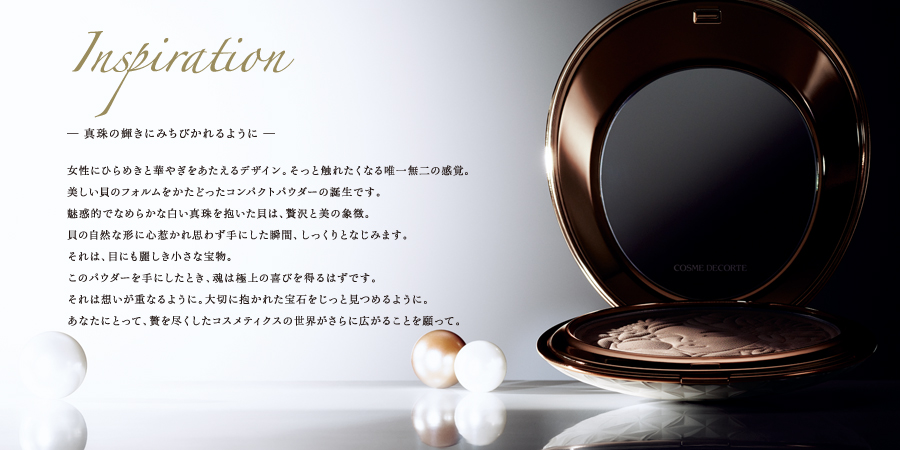 Inspiration
― 真珠の輝きにみちびかれるように ―
女性にひらめきと華やぎをあたえるデザイン。そっと触れたくなる唯一無二の感覚。
美しい貝のフォルムをかたどったコンパクトパウダーの誕生です。
魅惑的でなめらかな白い真珠を抱いた貝は、贅沢と美の象徴。
貝の自然な形に心惹かれ思わず手にした瞬間、しっくりとなじみます。
それは、目にも麗しき小さな宝物。
このパウダーを手にしたとき、魂は極上の喜びを得るはずです。
それは想いが重なるように。大切に抱かれた宝石をじっと見つめるように。
あなたにとって、贅を尽くしたコスメティクスの世界がさらに広がることを願って。
COSME DECORTE